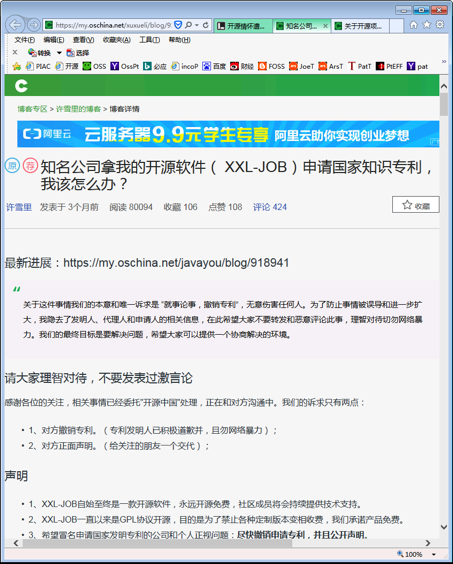 https://my.oschina.net/xuxueli/blog/9
开源情怀遭...
知名公司...
关于开源项...
文件(F) 编辑(E) 查看(V) 收藏夹(A) 工具(T) 帮助(H)
x 转换 选择
PIAC 开源 OSS OssPt 必应 incoP 百度 财经 FOSS JoeT ArsT PatT PtEFF pat
博客专区 > 许雪里的博客 > 博客详情
阿里云 云服务器9.9元学生专享 阿里云助你实现创业梦想
原 荐 知名公司拿我的开源软件（ XXL-JOB）申请国家知识专利，
我该怎么办？
许雪里 发表于 3个月前 阅读 80094 收藏 106 点赞 108 评论 424
收藏
最新进展：https://my.oschina.net/javayou/blog/918941
关于这件事情我们的本意和唯一诉求是 "就事论事，撤销专利"，无意伤害任何人。为了防止事情被误导和进一步扩
大，我隐去了发明人、代理人和申请人的相关信息，在此希望大家不要转发和恶意评论此事，理智对待切勿网络暴
力。我们的最终目标是要解决问题，希望大家可以提供一个协商解决的环境。
请大家理智对待，不要发表过激言论
感谢各位的关注，相关事情已经委托"开源中国"处理，正在和对方沟通中。我们的诉求只有两点：
• 1、对方撤销专利。（专利发明人已积极道歉并，且勿网络暴力）；
• 2、对方正面声明。（给关注的朋友一个交代）；
声明
• 1、XXL-JOB自始至终是一款开源软件，永远开源免费，社区成员将会持续提供技术支持。
• 2、XXL-JOB一直以来是GPL协议开源，目的是为了禁止各种定制版本变相收费，我们承诺产品免费。
• 3、希望冒名申请国家发明专利的公司和个人正视问题：尽快撤销申请专利，并且公开声明。
100%